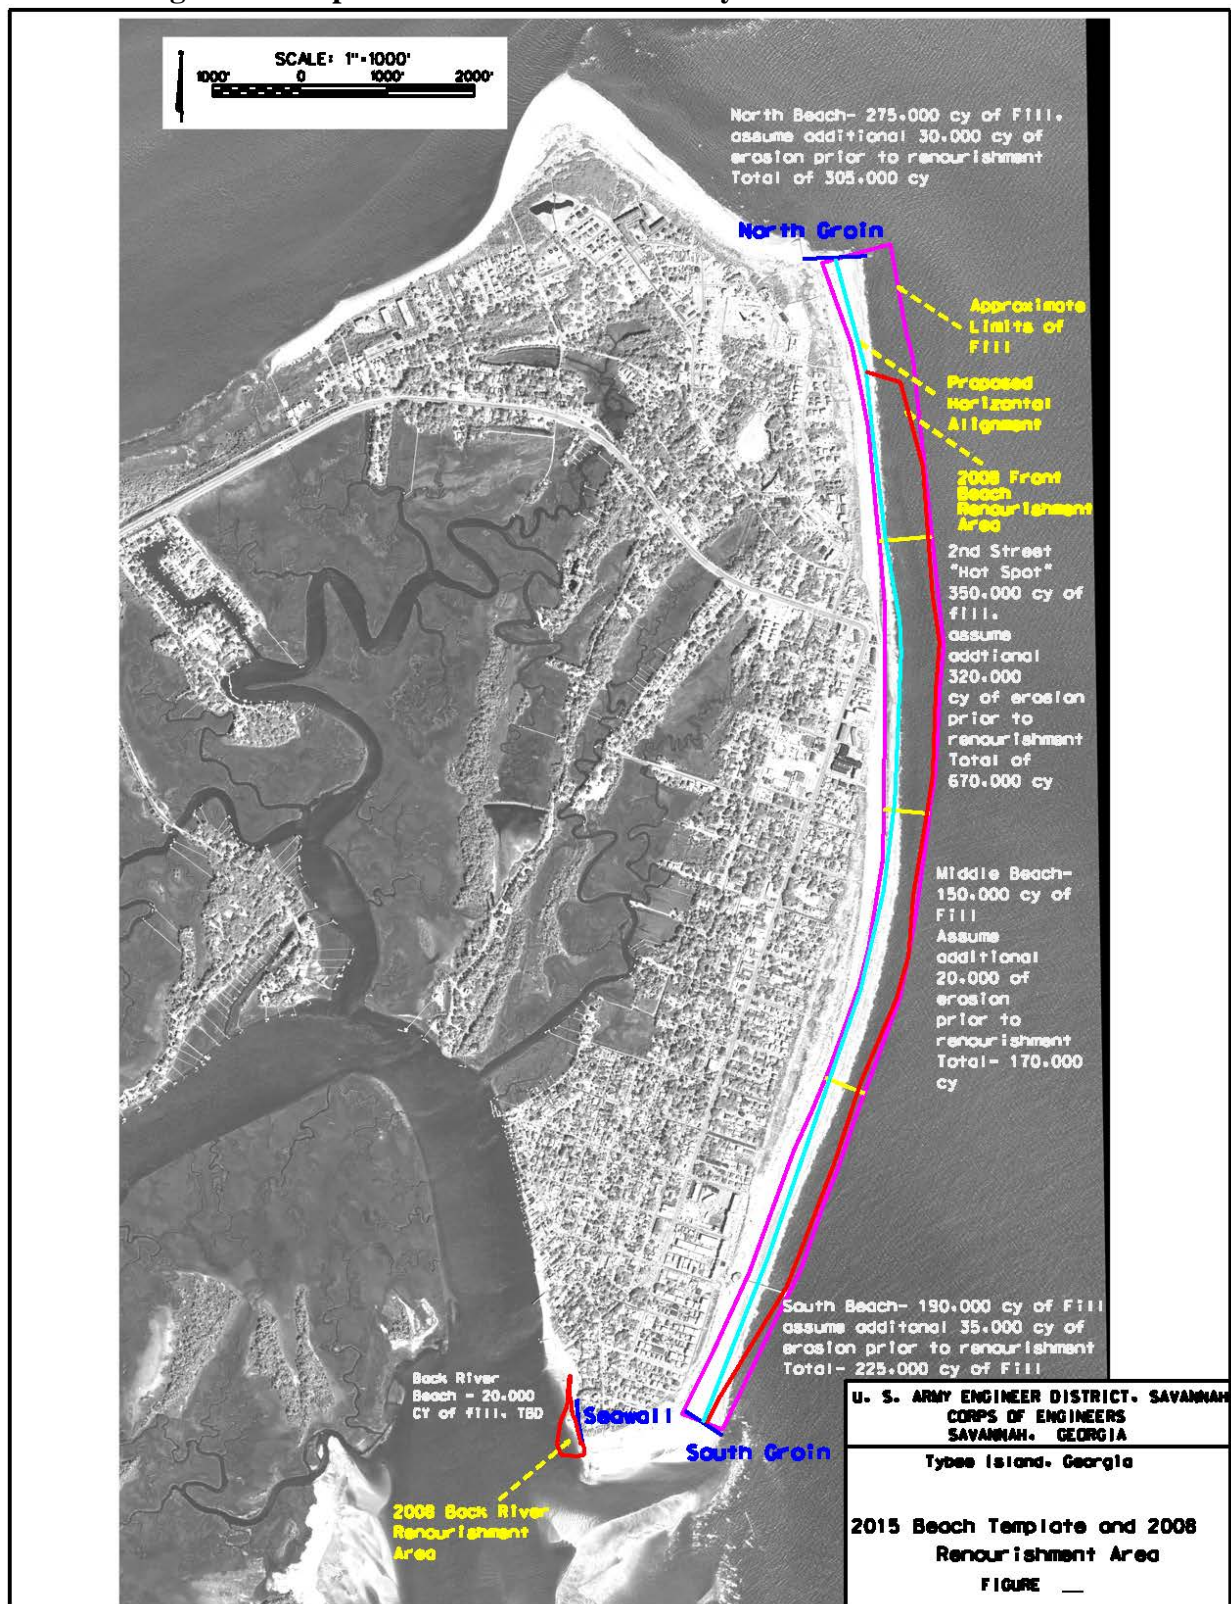 SCALE: 1"=1000'
1000' 0 1000' 2000'
North Beach- 275.000 cy of Fill.
assume additional 30.000 cy of
erosion prior to renourishment
Total of 305.000 cy
North Groin
Approximate
Limits of
Fill
Proposed
Horizontal
Alignment
2008 Front
Beach
Renourishment
Area
2nd Street
"Hot Spot"
350.000 cy of
fill.
assume
addtional
320.000
cy of erosion
prior to
renourishment
Total of
670.000 cy
Middle Beach-
150.000 cy of
Fill
Assume
additional
20.000 of
erosion
prior to
renourishment
Total- 170.000
cy
South Beach- 190.000 cy of Fill
assume additonal 35.000 cy of
erosion prior to renourishment
Total- 225.000 cy of Fill
Back River
Beach - 20.000
CY of fill. TBD
Seawall
South Groin
2008 Back River
Renourishment
Area
U. S. ARMY ENGINEER DISTRICT. SAVANNAH
CORPS OF ENGINEERS
SAVANNAH. GEORGIA
Tybee Island. Georgia
2015 Beach Template and 2008
Renourishment Area
FIGURE __